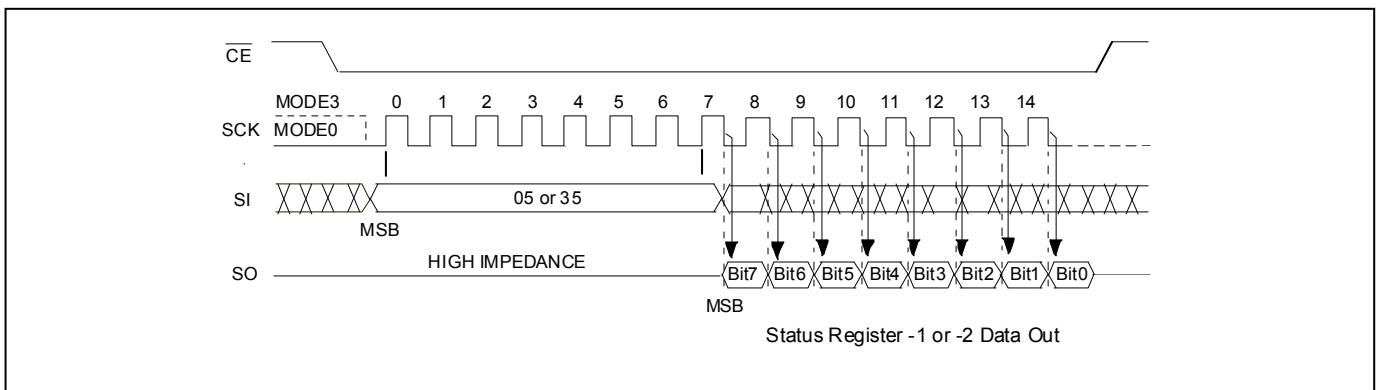 CE
MODE3 0 1 2 3 4 5 6 7 8 9 10 11 12 13 14
SCK MODE0
SI 05 or 35
MSB
SO HIGH IMPEDANCE Bit7 Bit6 Bit5 Bit4 Bit3 Bit2 Bit1 Bit0
MSB
Status Register -1 or -2 Data Out